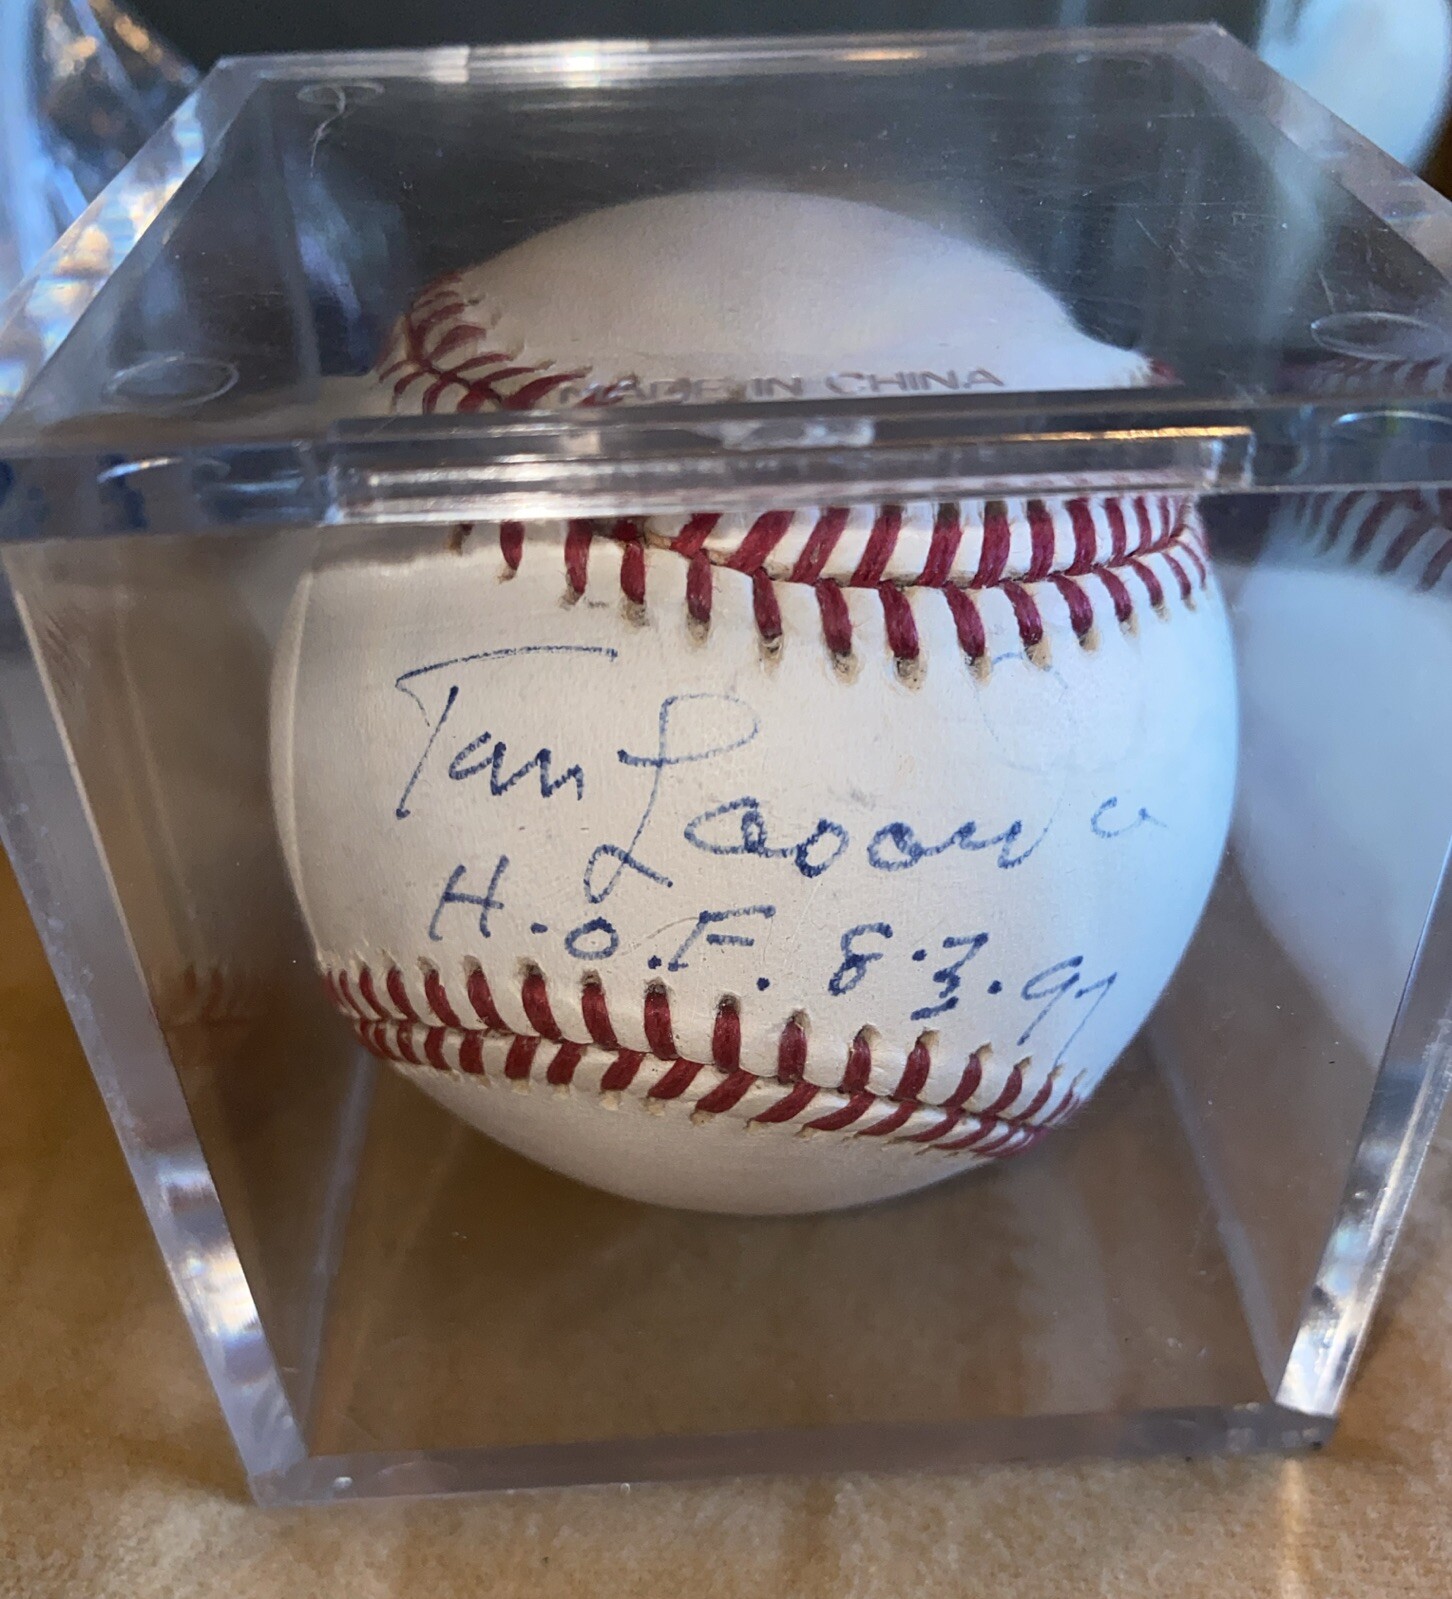 MADE IN CHINA
Tom Lasorda
H.O.F. 8.3.97